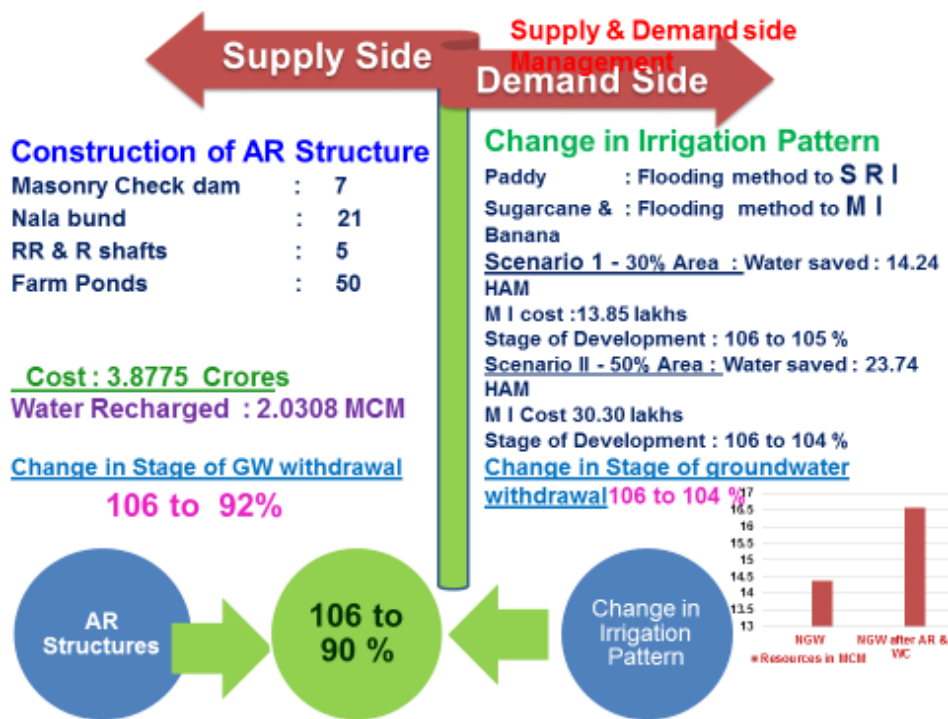 Supply & Demand side
Management
Supply Side
Demand Side
Construction of AR Structure
Masonry Check dam : 7
Nala bund : 21
RR & R shafts : 5
Farm Ponds : 50
Cost : 3.8775 Crores
Water Recharged : 2.0308 MCM
Change in Stage of GW withdrawal
106 to 92%
Change in Irrigation Pattern
Paddy : Flooding method to S R I
Sugarcane & : Flooding method to M I
Banana
Scenario 1 - 30% Area : Water saved : 14.24
HAM
M I cost :13.85 lakhs
Stage of Development : 106 to 105 %
Scenario II - 50% Area : Water saved : 23.74
HAM
M I Cost 30.30 lakhs
Stage of Development : 106 to 104 %
Change in Stage of groundwater
withdrawal106 to 104 %
AR
Structures
106 to
90 %
Change in
Irrigation
Pattern
17
16.5
16
15.5
15
14.5
14
13.5
13
NGW
NGW after AR &
WC
Resources in MCM